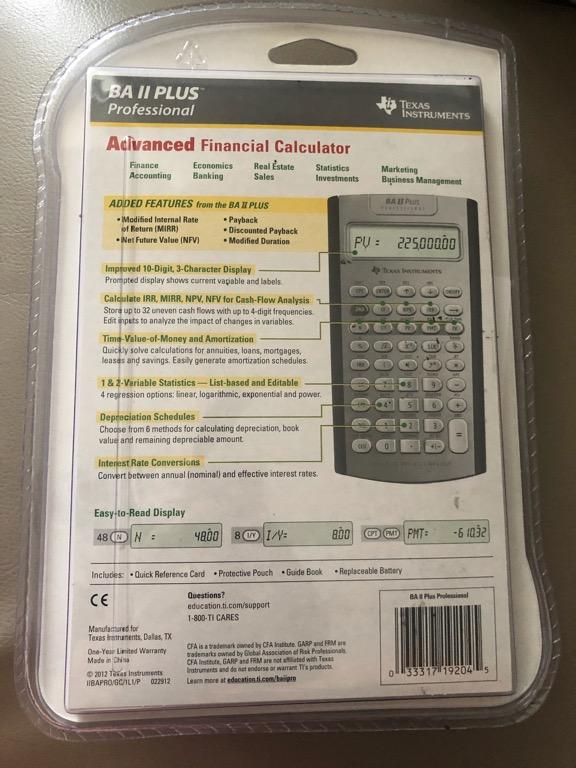 BA II PLUS™
Professional
TEXAS
INSTRUMENTS
Advanced Financial Calculator
Finance
Accounting
Economics
Banking
Real Estate
Sales
Statistics
Investments
Marketing
Business Management
ADDED FEATURES from the BA II PLUS
• Modified Internal Rate
of Return (MIRR)
• Net Future Value (NFV)
• Payback
• Discounted Payback
• Modified Duration
BA II PLUS
PROFESSIONAL
PV = 225,000.00
TEXAS INSTRUMENTS
Improved 10-Digit, 3-Character Display
Prompted display shows current vaguable and labels.
Calculate IRR, MIRR, NPV, NFV for Cash-Flow Analysis
Store up to 32 uneven cash flows with up to 4-digit frequencies.
Edit inputs to analyze the impact of changes in variables.
Time-Value-of-Money and Amortization
Quickly solve calculations for annuities, loans, mortgages,
leases and savings. Easily generate amortization schedules.
1 & 2-Variable Statistics — List-based and Editable
4 regression options: linear, logarithmic, exponential and power.
Depreciation Schedules
Choose from 6 methods for calculating depreciation, book
value and remaining depreciable amount.
Interest Rate Conversions
Convert between annual (nominal) and effective interest rates.
Easy-to-Read Display
48 N N = 48.00
8 I/Y I/Y= 8.00
CPT PMT PMT= -610.32
Includes: • Quick Reference Card • Protective Pouch • Guide Book • Replaceable Battery
CE
Manufactured for
Texas Instruments, Dallas, TX
One-Year Limited Warranty
Made in China
© 2012 Texas Instruments
IIBAPRO/GC/1L1/P 022912
Questions?
education.ti.com/support
1-800-TI CARES
CFA is a trademark owned by CFA Institute. GARP and FRM are
trademarks owned by Global Association of Risk Professionals.
CFA Institute, GARP and FRM are not affiliated with Texas
Instruments and do not endorse or warrant TI's products.
Learn more at education.ti.com/baiipro
BA II Plus Professional
0 33317 19204 5